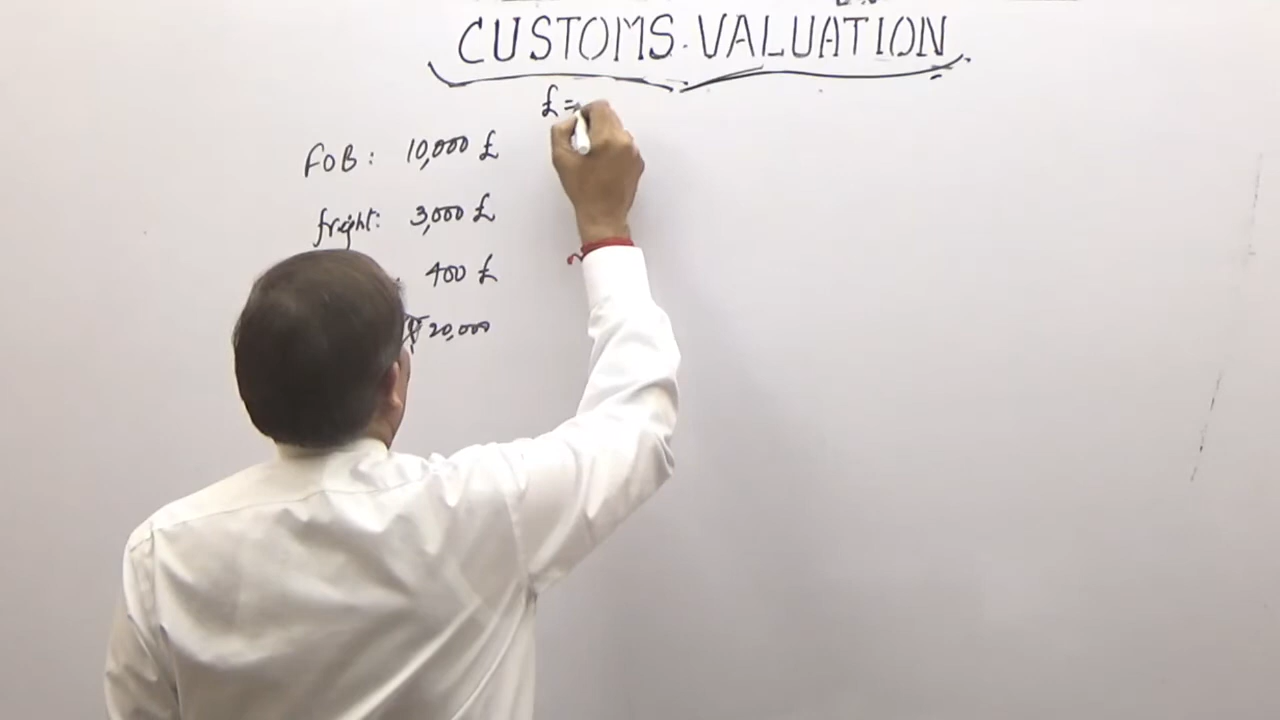 CUSTOMS VALUATION
£ =
FOB : 10,000 £
fright: 3,000 £
400 £
20,000